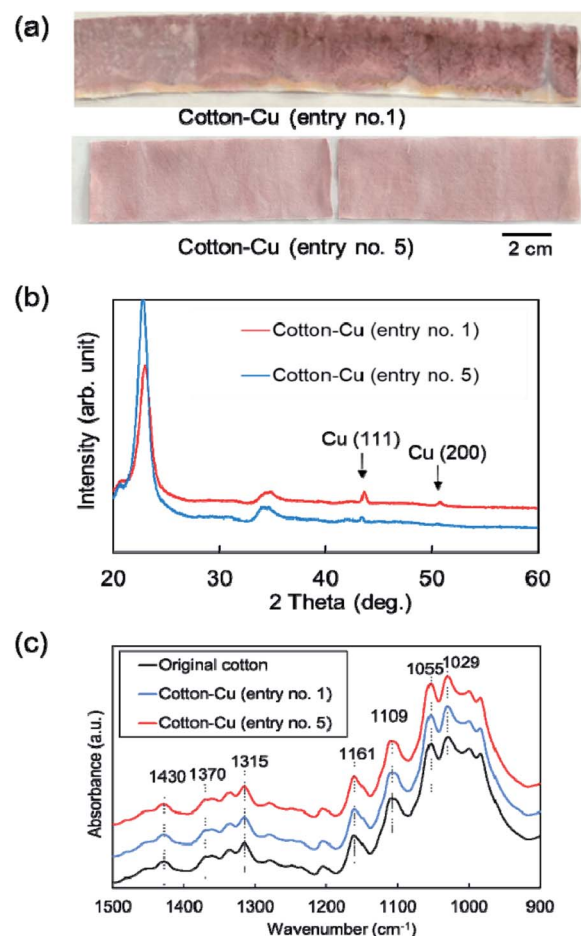 (a)
Cotton-Cu (entry no.1)
Cotton-Cu (entry no. 5)
2 cm
(b)
Intensity (arb. unit)
Cotton-Cu (entry no. 1)
Cotton-Cu (entry no. 5)
Cu (111)
Cu (200)
20 30 40 50 60
2 Theta (deg.)
(c)
Absorbance (a.u.)
Original cotton
Cotton-Cu (entry no. 1)
Cotton-Cu (entry no. 5)
1430 1370 1315 1161 1109 1055 1029
1500 1400 1300 1200 1100 1000 900
Wavenumber (cm⁻¹)